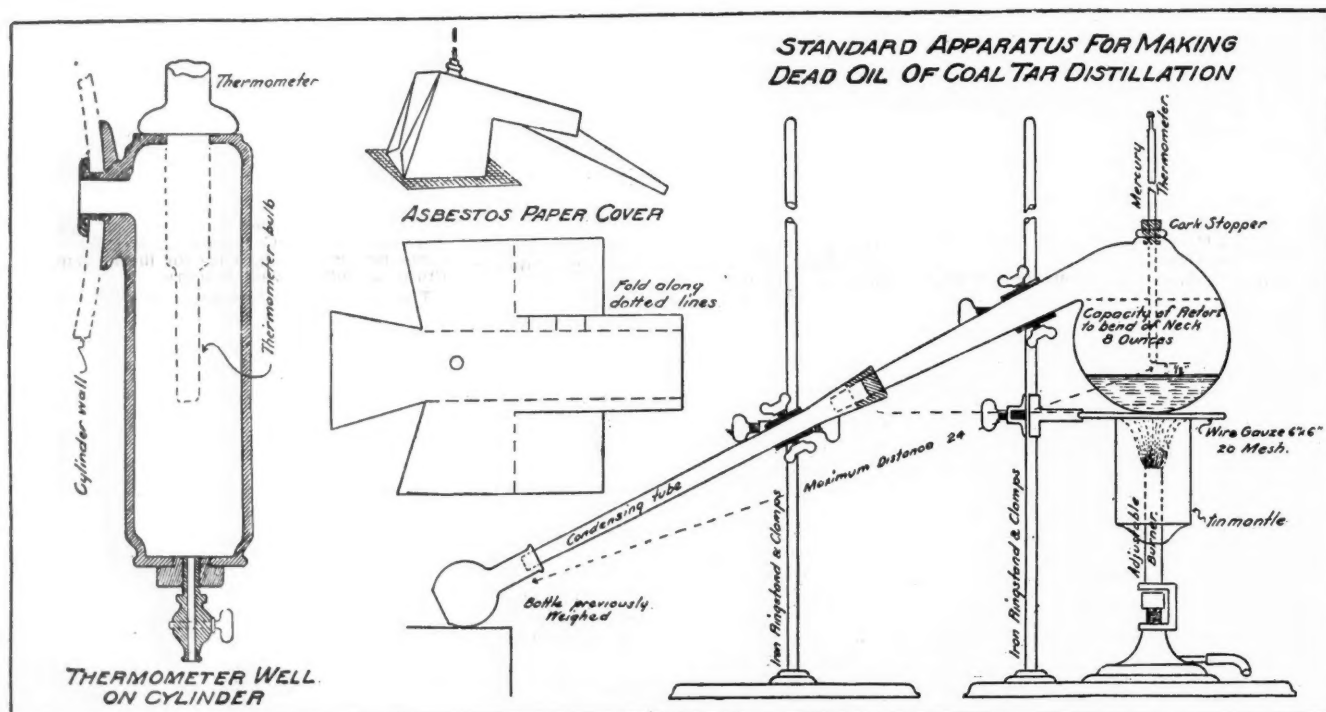 STANDARD APPARATUS FOR MAKING
DEAD OIL OF COAL TAR DISTILLATION
Thermometer
Thermometer bulb
Cylinder wall
THERMOMETER WELL
ON CYLINDER
ASBESTOS PAPER COVER
Fold along
dotted lines
Mercury
Thermometer.
Cork Stopper
Capacity of Retort
to bend of Neck
8 Ounces
Wire Gauze 6"x6"
20 Mesh.
Maximum Distance 24
Condensing tube
Iron Ringstand & Clamps
Iron Ringstand & Clamps
Adjustable
Burner.
tin mantle
Bottle previously
Weighed